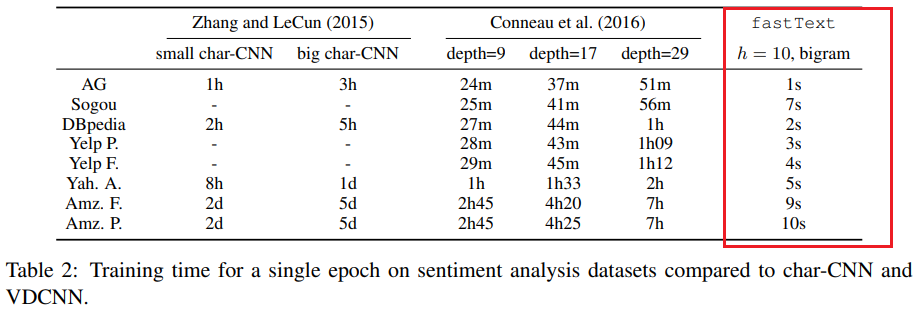 Zhang and LeCun (2015) Conneau et al. (2016) fastText
small char-CNN big char-CNN depth=9 depth=17 depth=29 h = 10, bigram
AG 1h 3h 24m 37m 51m 1s
Sogou - - 25m 41m 56m 7s
DBpedia 2h 5h 27m 44m 1h 2s
Yelp P. - - 28m 43m 1h09 3s
Yelp F. - - 29m 45m 1h12 4s
Yah. A. 8h 1d 1h 1h33 2h 5s
Amz. F. 2d 5d 2h45 4h20 7h 9s
Amz. P. 2d 5d 2h45 4h25 7h 10s
Table 2: Training time for a single epoch on sentiment analysis datasets compared to char-CNN and
VDCNN.